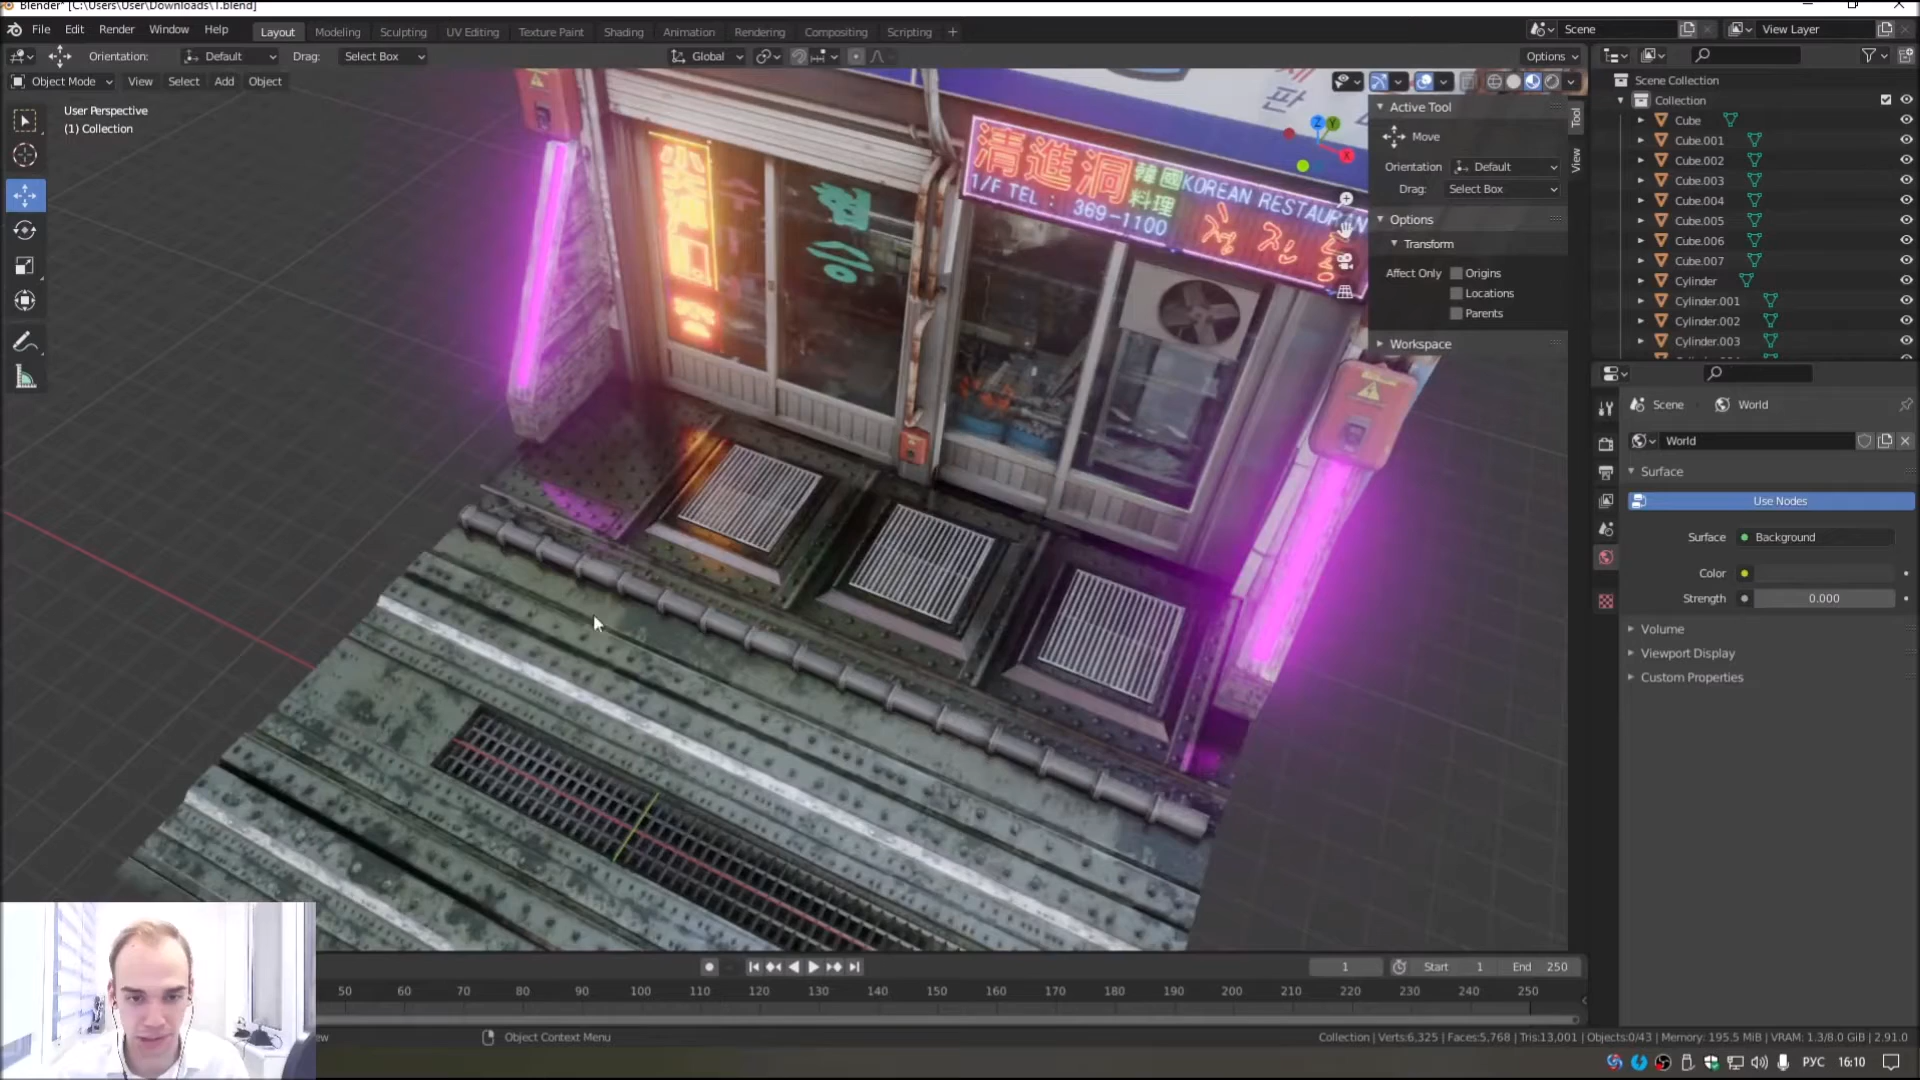 Blender* [C:\Users\User\Downloads\T.blend]
File Edit Render Window Help Layout Modeling Sculpting UV Editing Texture Paint Shading Animation Rendering Compositing Scripting + Scene View Layer
Orientation: Default Drag: Select Box Global Options
Object Mode View Select Add Object
User Perspective
(1) Collection
Active Tool
Move
Orientation Default
Drag: Select Box
Options
Transform
Affect Only Origins
Locations
Parents
Workspace
Tool
View
清進洞 韓國料理 KOREAN RESTAURAN
1/F TEL : 369-1100
Scene Collection
Collection
Cube
Cube.001
Cube.002
Cube.003
Cube.004
Cube.005
Cube.006
Cube.007
Cylinder
Cylinder.001
Cylinder.002
Cylinder.003
Scene World
World
Surface
Use Nodes
Surface Background
Color
Strength 0.000
Volume
Viewport Display
Custom Properties
1 Start 1 End 250
50 60 70 80 90 100 110 120 130 140 150 160 170 180 190 200 210 220 230 240 250
Object Context Menu
Collection | Verts:6,325 | Faces:5,768 | Tris:13,001 | Objects:0/43 | Memory: 195.5 MiB | VRAM: 1.3/8.0 GiB | 2.91.0
РУС 16:10